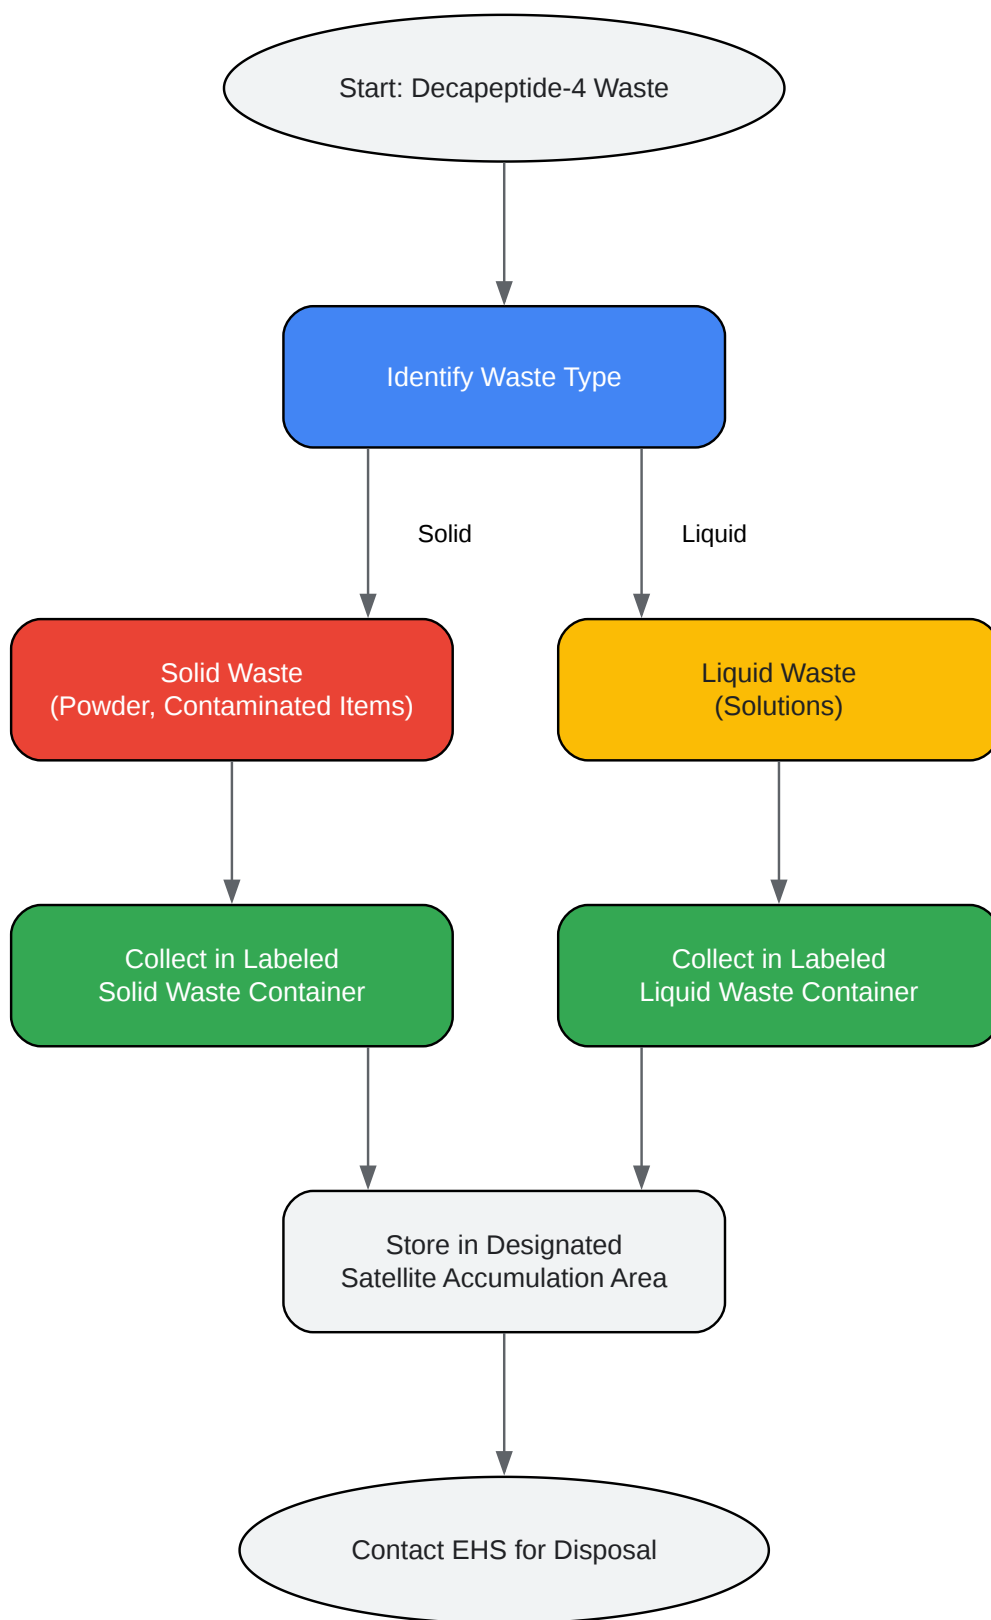 Start: Decapeptide-4 Waste
Identify Waste Type
Solid
Liquid
Solid Waste
(Powder, Contaminated Items)
Liquid Waste
(Solutions)
Collect in Labeled
Solid Waste Container
Collect in Labeled
Liquid Waste Container
Store in Designated
Satellite Accumulation Area
Contact EHS for Disposal